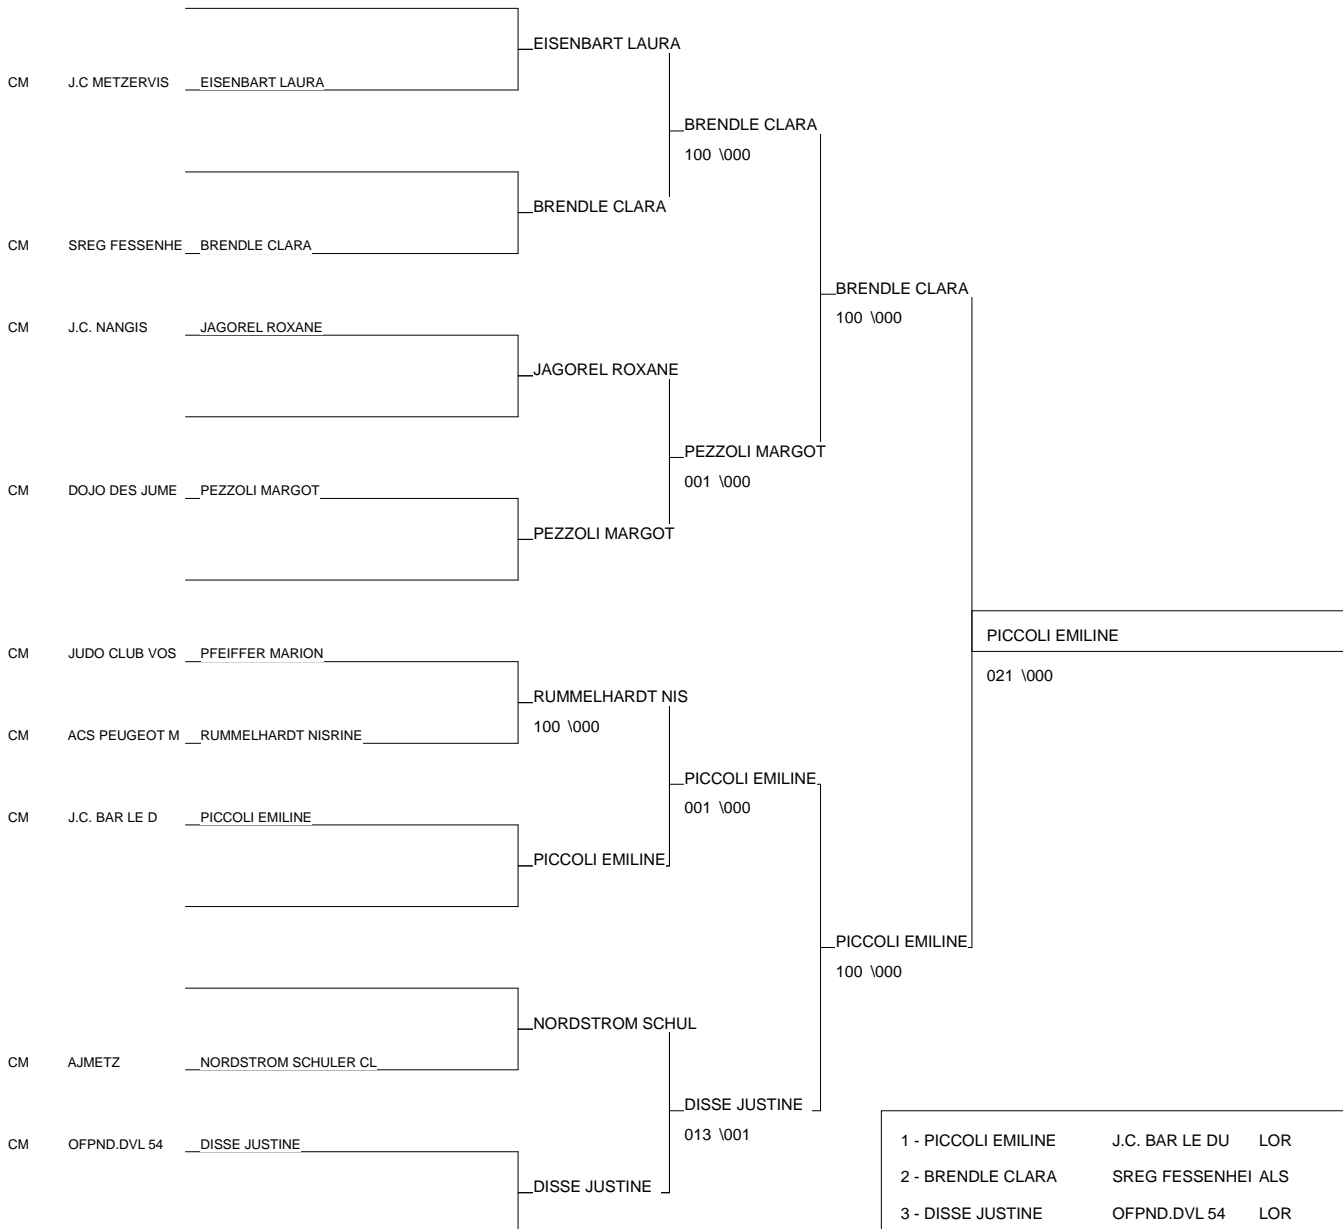 EISENBART LAURA
CM J.C METZERVIS EISENBART LAURA
BRENDLE CLARA
100 \000
BRENDLE CLARA
CM SREG FESSENHE BRENDLE CLARA
BRENDLE CLARA
100 \000
CM J.C. NANGIS JAGOREL ROXANE
JAGOREL ROXANE
PEZZOLI MARGOT
001 \000
CM DOJO DES JUME PEZZOLI MARGOT
PEZZOLI MARGOT
PICCOLI EMILINE
021 \000
CM JUDO CLUB VOS PFEIFFER MARION
RUMMELHARDT NIS
100 \000
CM ACS PEUGEOT M RUMMELHARDT NISRINE
PICCOLI EMILINE
001 \000
CM J.C. BAR LE D PICCOLI EMILINE
PICCOLI EMILINE
PICCOLI EMILINE
100 \000
NORDSTROM SCHUL
CM AJMETZ NORDSTROM SCHULER CL
DISSE JUSTINE
013 \001
CM OFPND.DVL 54 DISSE JUSTINE
DISSE JUSTINE
1 - PICCOLI EMILINE J.C. BAR LE DU LOR
2 - BRENDLE CLARA SREG FESSENHEI ALS
3 - DISSE JUSTINE OFPND.DVL 54 LOR